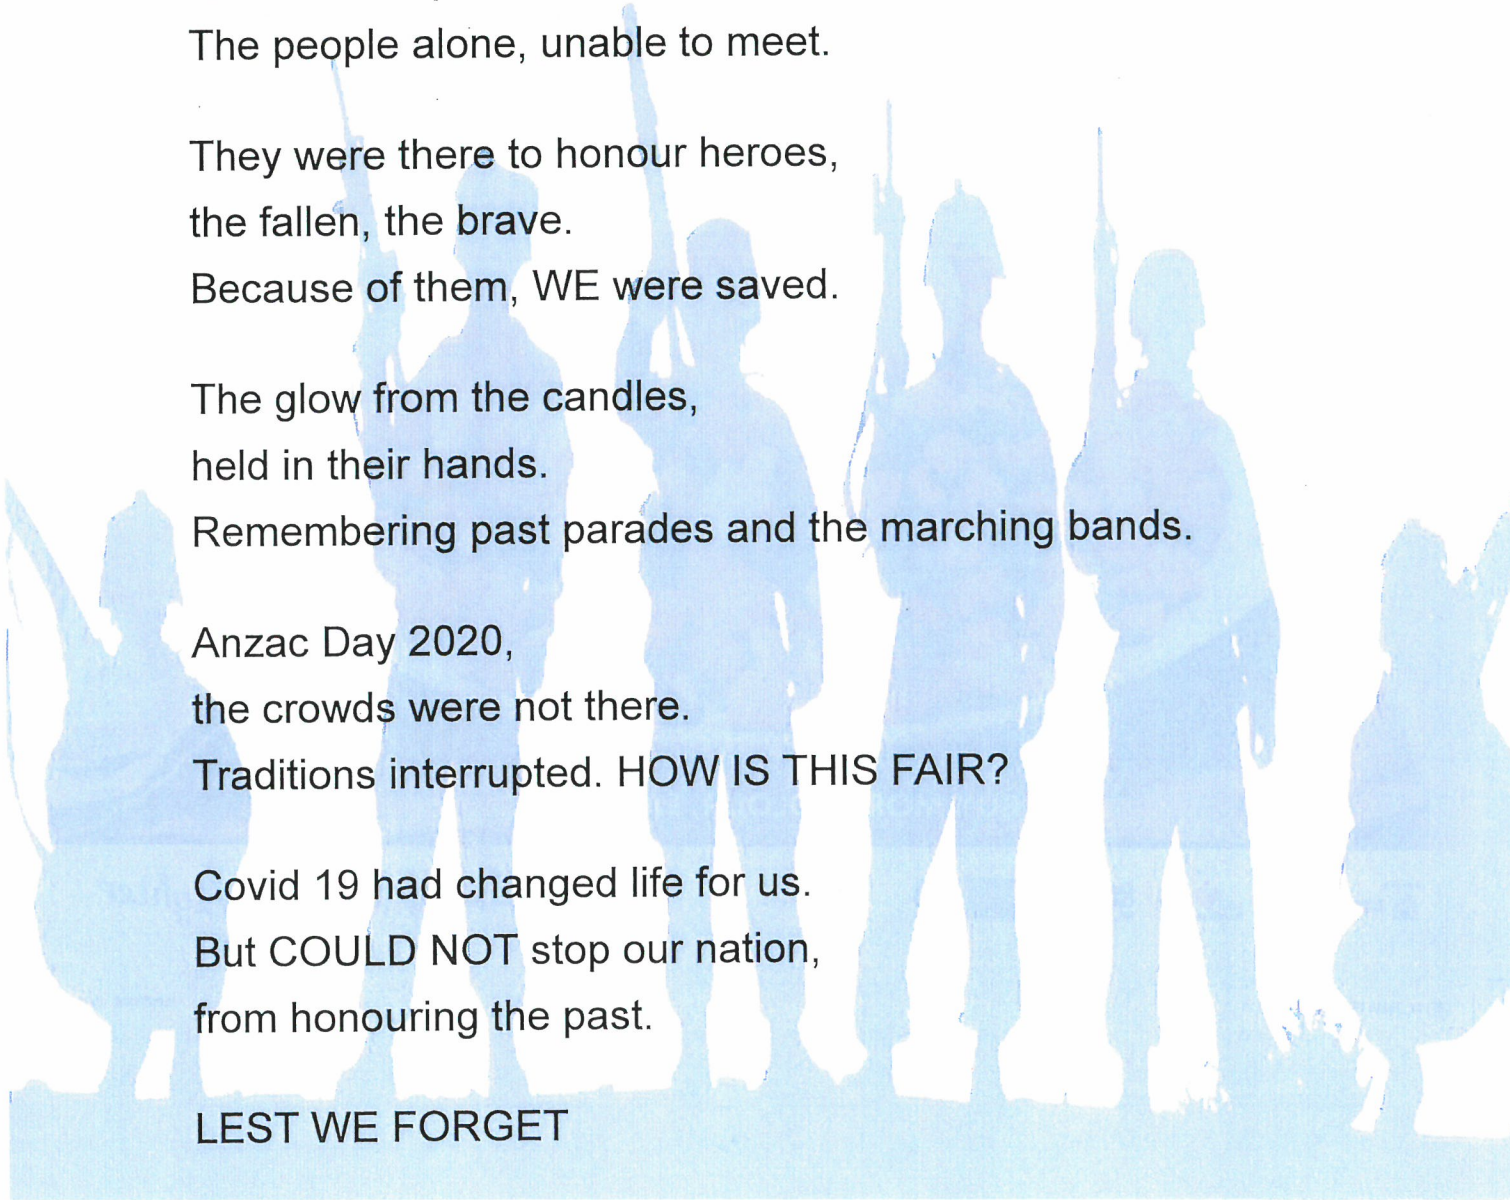 The people alone, unable to meet.
They were there to honour heroes,
the fallen, the brave.
Because of them, WE were saved.
The glow from the candles,
held in their hands.
Remembering past parades and the marching bands.
Anzac Day 2020,
the crowds were not there.
Traditions interrupted. HOW IS THIS FAIR?
Covid 19 had changed life for us.
But COULD NOT stop our nation,
from honouring the past.
LEST WE FORGET